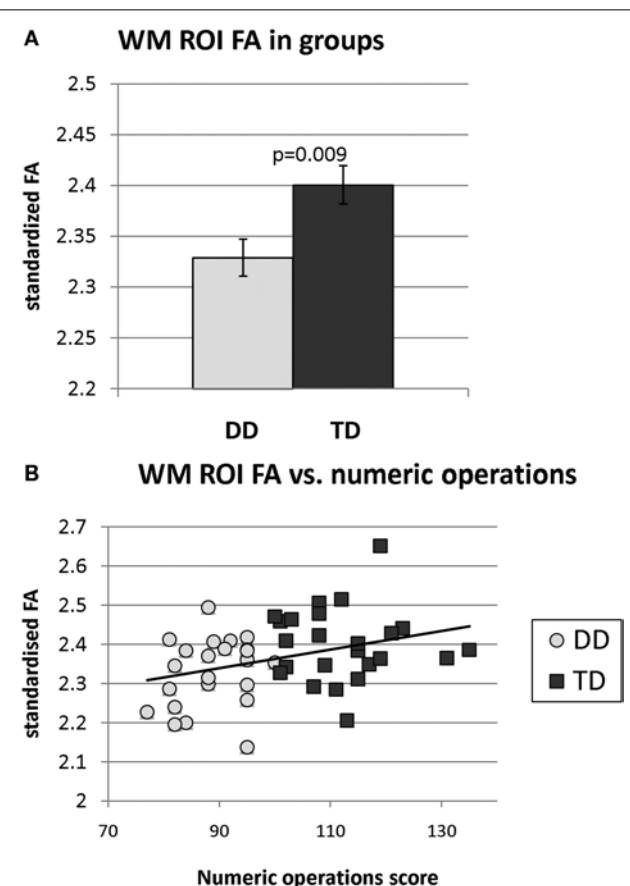 A WM ROI FA in groups
2.5
2.45
p=0.009
2.4
2.35
2.3
2.25
2.2
standardized FA
DD TD
B WM ROI FA vs. numeric operations
2.7
2.6
2.5
2.4
2.3
2.2
2.1
2
standardised FA
DD
TD
70 90 110 130
Numeric operations score